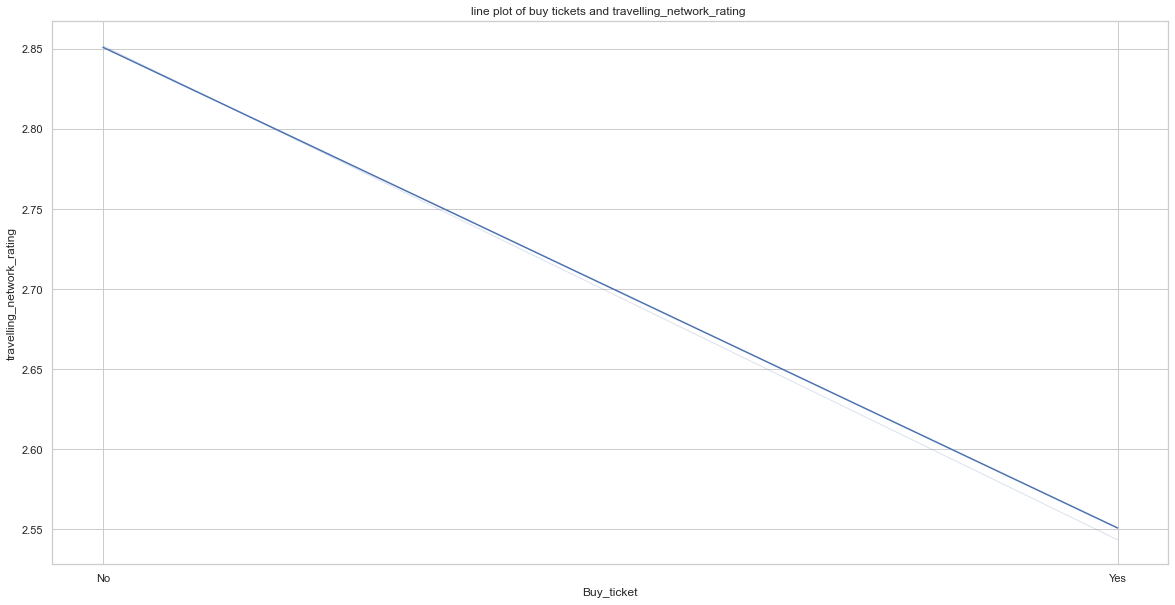 line plot of buy tickets and travelling_network_rating
2.85
2.80
2.75
2.70
2.65
2.60
2.55
travelling_network_rating
No
Yes
Buy_ticket